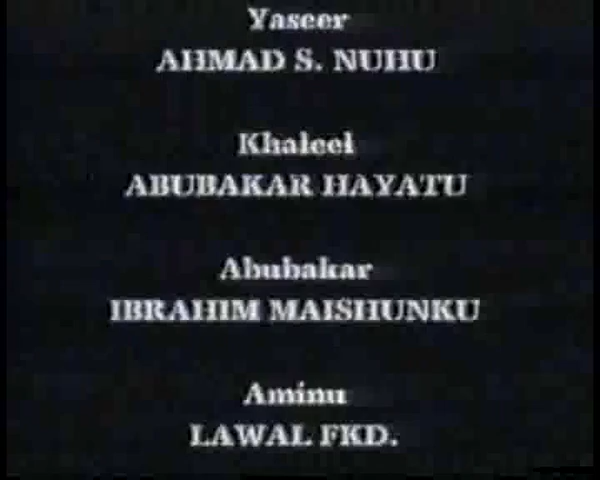 Yaseer
AHMAD S. NUHU
Khaleel
ABUBAKAR HAYATU
Abubakar
IBRAHIM MAISHUNKU
Aminu
LAWAL FKD.